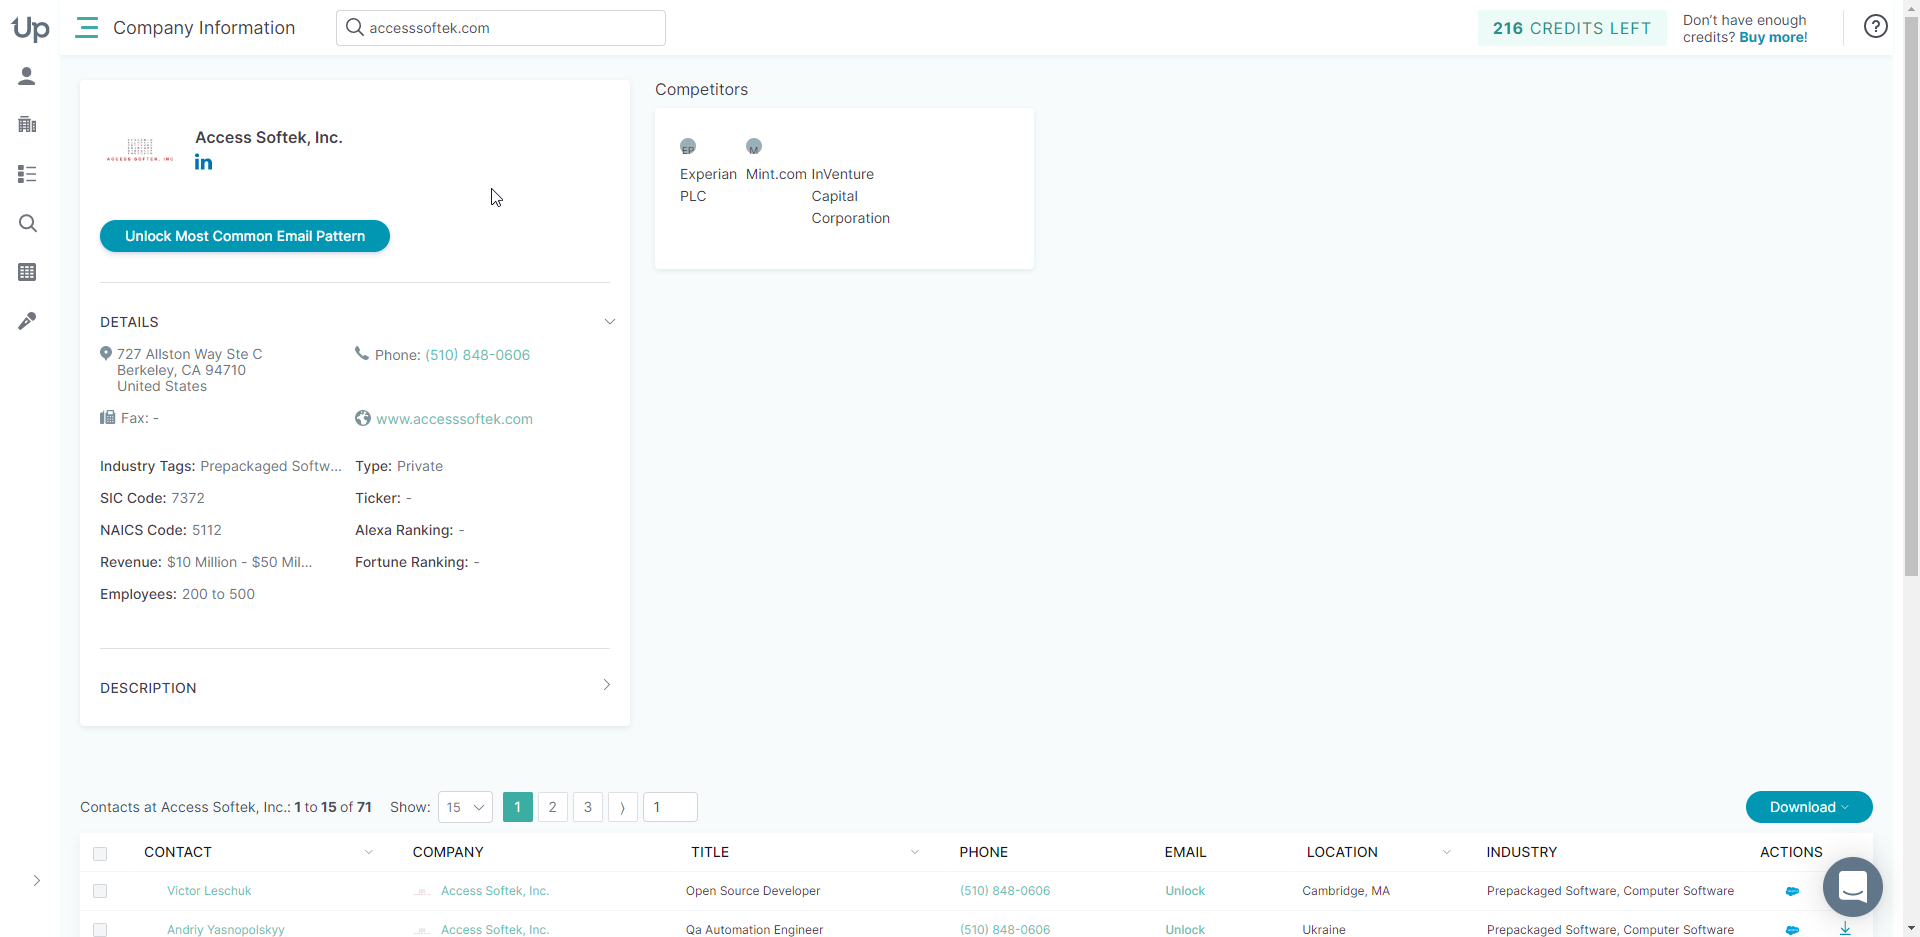 Up
Company Information
accesssoftek.com
216 CREDITS LEFT
Don't have enough
credits? Buy more!
?
ACCESS SOFTEK, INC
Access Softek, Inc.
in
Unlock Most Common Email Pattern
DETAILS
727 Allston Way Ste C
Berkeley, CA 94710
United States
Phone: (510) 848-0606
Fax: -
www.accesssoftek.com
Industry Tags: Prepackaged Softw...
Type: Private
SIC Code: 7372
Ticker: -
NAICS Code: 5112
Alexa Ranking: -
Revenue: $10 Million - $50 Mil...
Fortune Ranking: -
Employees: 200 to 500
DESCRIPTION
Competitors
EP
Experian
PLC
M
Mint.com
InVenture
Capital
Corporation
Contacts at Access Softek, Inc.: 1 to 15 of 71
Show: 15
1 2 3 ⟩ 1
Download
CONTACT COMPANY TITLE PHONE EMAIL LOCATION INDUSTRY ACTIONS
Victor Leschuk Access Softek, Inc. Open Source Developer (510) 848-0606 Unlock Cambridge, MA Prepackaged Software, Computer Software
Andriy Yasnopolskyy Access Softek, Inc. Qa Automation Engineer (510) 848-0606 Unlock Ukraine Prepackaged Software, Computer Software